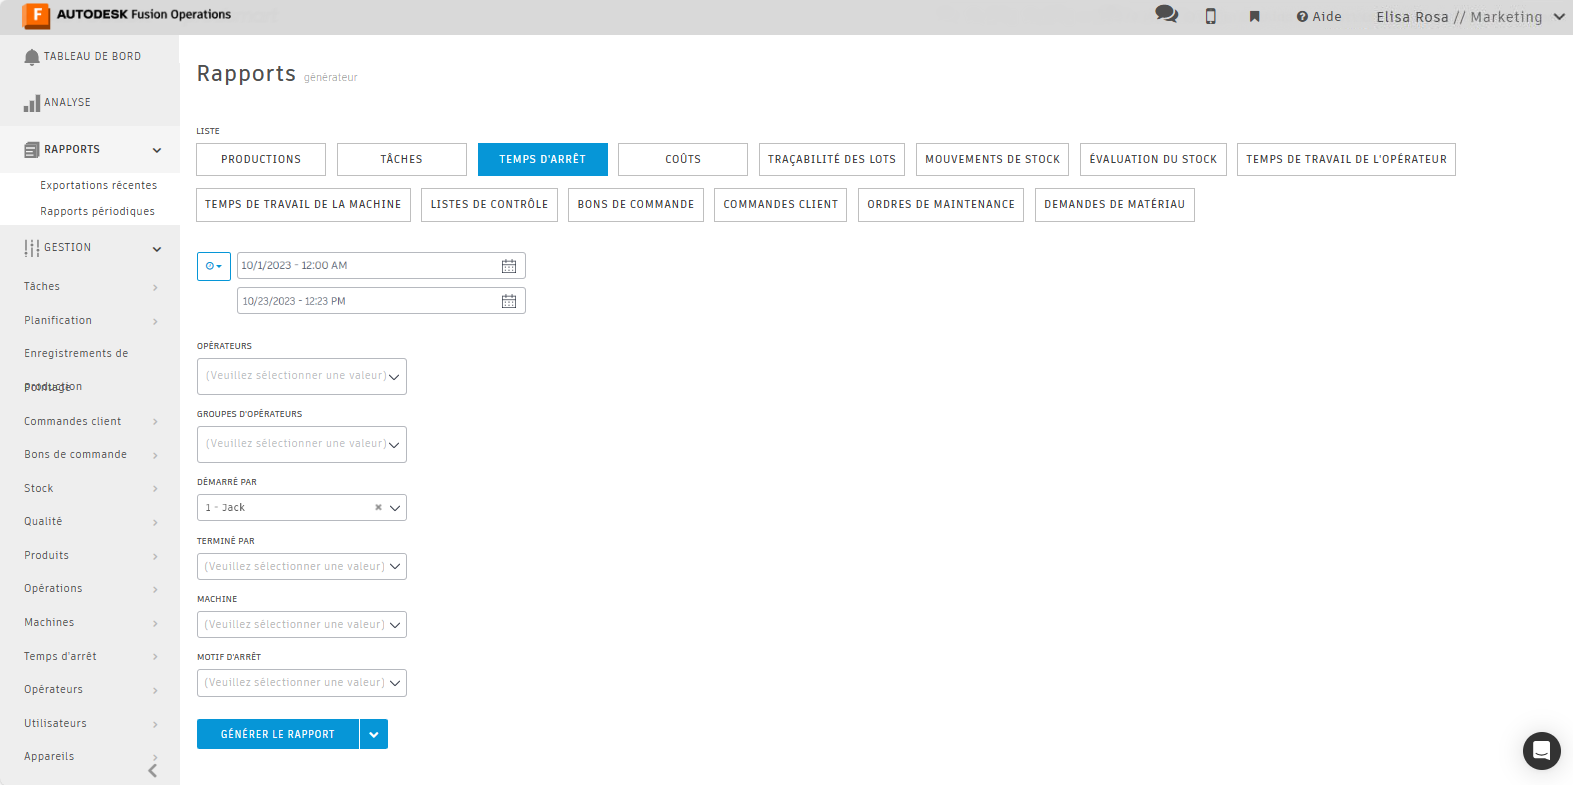 AUTODESK Fusion Operations
Aide
Elisa Rosa // Marketing
TABLEAU DE BORD
ANALYSE
RAPPORTS
Exportations récentes
Rapports périodiques
GESTION
Tâches
Planification
Enregistrements de
production
Pointage
Commandes client
Bons de commande
Stock
Qualité
Produits
Opérations
Machines
Temps d'arrêt
Opérateurs
Utilisateurs
Appareils
Rapports générateur
LISTE
PRODUCTIONS
TÂCHES
TEMPS D'ARRÊT
COÛTS
TRAÇABILITÉ DES LOTS
MOUVEMENTS DE STOCK
ÉVALUATION DU STOCK
TEMPS DE TRAVAIL DE L'OPÉRATEUR
TEMPS DE TRAVAIL DE LA MACHINE
LISTES DE CONTRÔLE
BONS DE COMMANDE
COMMANDES CLIENT
ORDRES DE MAINTENANCE
DEMANDES DE MATÉRIAU
10/1/2023 - 12:00 AM
10/23/2023 - 12:23 PM
OPÉRATEURS
(Veuillez sélectionner une valeur)
GROUPES D'OPÉRATEURS
(Veuillez sélectionner une valeur)
DÉMARRÉ PAR
1 - Jack
TERMINÉ PAR
(Veuillez sélectionner une valeur)
MACHINE
(Veuillez sélectionner une valeur)
MOTIF D'ARRÊT
(Veuillez sélectionner une valeur)
GÉNÉRER LE RAPPORT